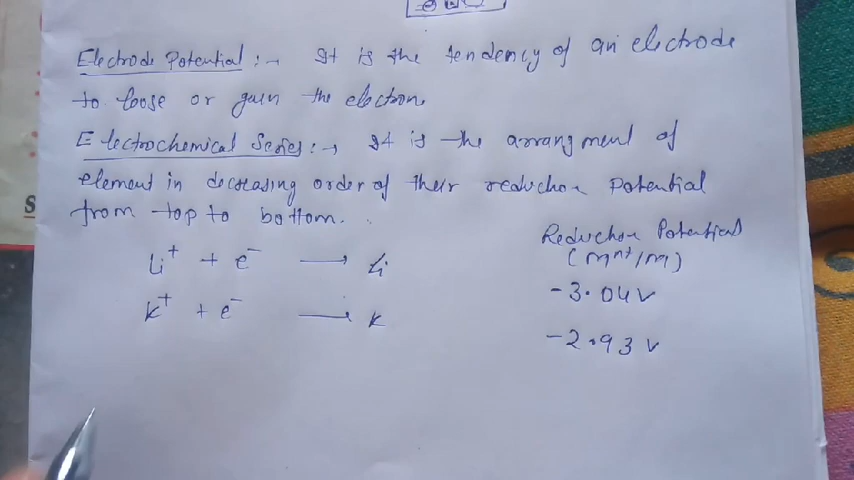 Electrode Potential :→ It is the tendency of an electrode
to loose or gain the electron.
Electrochemical Series :→ It is the arrangment of
element in decreasing order of their reduction Potential
from top to bottom.
Reduction Potential
(Mⁿ⁺/M)
Li⁺ + e⁻ → Li
-3.04 V
K⁺ + e⁻ → K
-2.93 V
S